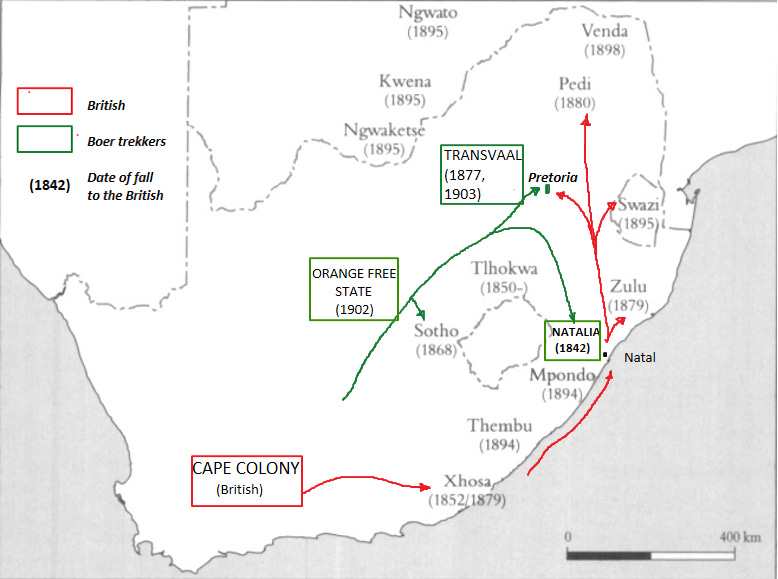 Ngwato
(1895)
Venda
(1898)
Kwena
(1895)
Pedi
(1880)
British
Boer trekkers
(1842)
Date of fall
to the British
Ngwaketse
(1895)
TRANSVAAL
(1877,
1903)
Pretoria
Swazi
(1895)
ORANGE FREE
STATE
(1902)
Tlhokwa
(1850-)
Zulu
(1879)
Sotho
(1868)
NATALIA
(1842)
Natal
Mpondo
(1894)
Thembu
(1894)
CAPE COLONY
(British)
Xhosa
(1852/1879)
0
400 km